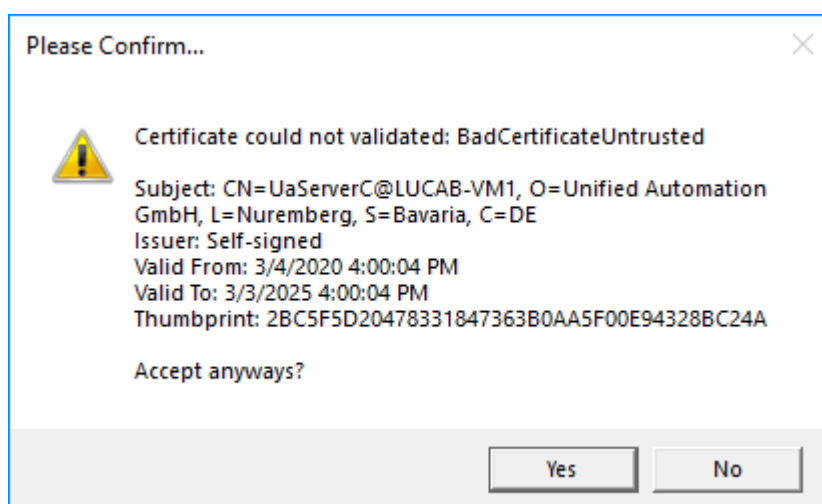 Please Confirm...
Certificate could not validated: BadCertificateUntrusted
Subject: CN=UaServerC@LUCAB-VM1, O=Unified Automation
GmbH, L=Nuremberg, S=Bavaria, C=DE
Issuer: Self-signed
Valid From: 3/4/2020 4:00:04 PM
Valid To: 3/3/2025 4:00:04 PM
Thumbprint: 2BC5F5D20478331847363B0AA5F00E94328BC24A
Accept anyways?
Yes No